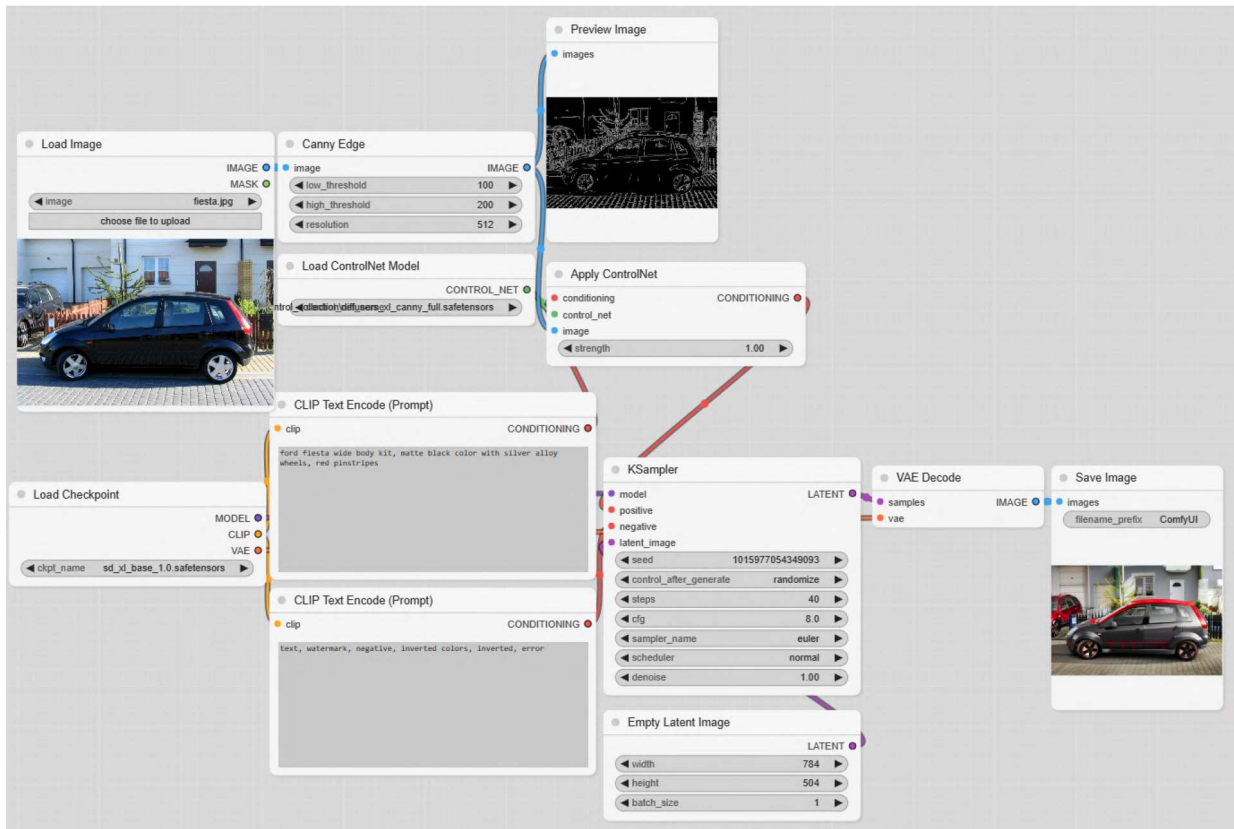 Preview Image
images
Load Image
IMAGE
MASK
image fiesta.jpg
choose file to upload
Canny Edge
image IMAGE
low_threshold 100
high_threshold 200
resolution 512
Load ControlNet Model
CONTROL_NET
xl_canny_full.safetensors
Apply ControlNet
conditioning CONDITIONING
control_net
image
strength 1.00
CLIP Text Encode (Prompt)
clip CONDITIONING
ford fiesta wide body kit, matte black color with silver alloy
wheels, red pinstripes
Load Checkpoint
MODEL
CLIP
VAE
ckpt_name sd_xl_base_1.0.safetensors
CLIP Text Encode (Prompt)
clip CONDITIONING
text, watermark, negative, inverted colors, inverted, error
KSampler
model LATENT
positive
negative
latent_image
seed 1015977054349093
control_after_generate randomize
steps 40
cfg 8.0
sampler_name euler
scheduler normal
denoise 1.00
Empty Latent Image
LATENT
width 784
height 504
batch_size 1
VAE Decode
samples IMAGE
vae
Save Image
images
filename_prefix ComfyUI